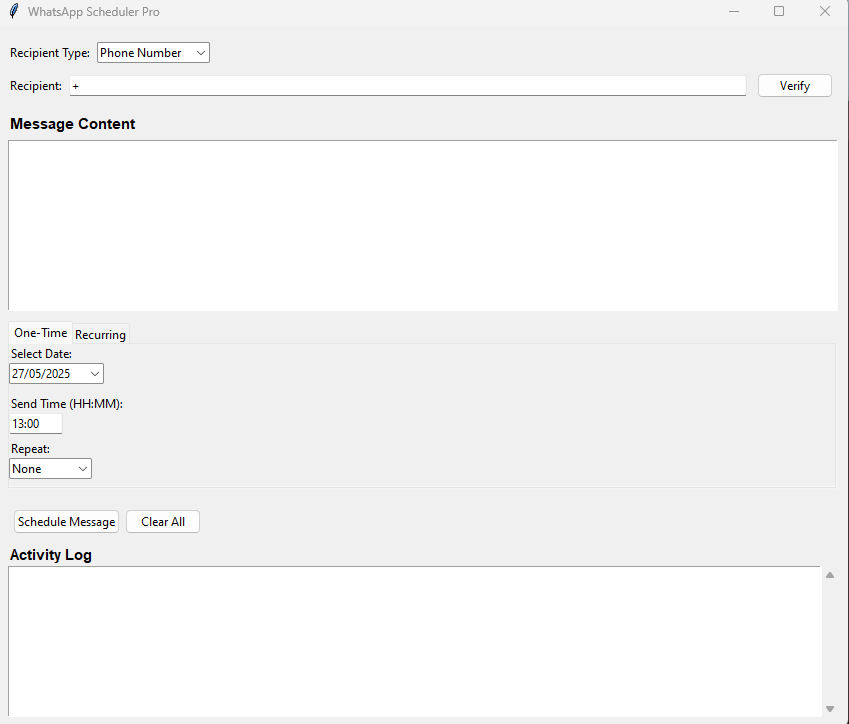 WhatsApp Scheduler Pro
Recipient Type: Phone Number
Recipient: + Verify
Message Content
One-Time Recurring
Select Date:
27/05/2025
Send Time (HH:MM):
13:00
Repeat:
None
Schedule Message Clear All
Activity Log